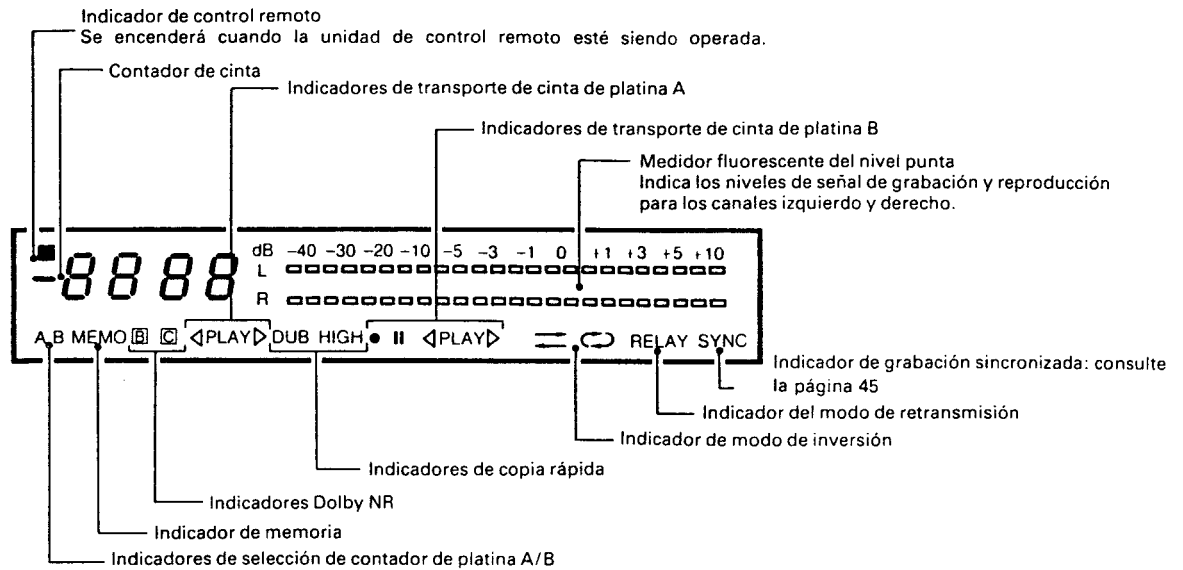 Indicador de control remoto
Se encenderá cuando la unidad de control remoto esté siendo operada.
Contador de cinta
Indicadores de transporte de cinta de platina A
Indicadores de transporte de cinta de platina B
Medidor fluorescente del nivel punta
Indica los niveles de señal de grabación y reproducción
para los canales izquierdo y derecho.
8888
dB -40 -30 -20 -10 -5 -3 -1 0 +1 +3 +5 +10
L
R
A B MEMO B C ◁PLAY▷ DUB HIGH ● II ◁PLAY▷ RELAY SYNC
Indicador de grabación sincronizada: consulte
la página 45
Indicador del modo de retransmisión
Indicador de modo de inversión
Indicadores de copia rápida
Indicadores Dolby NR
Indicador de memoria
Indicadores de selección de contador de platina A/B